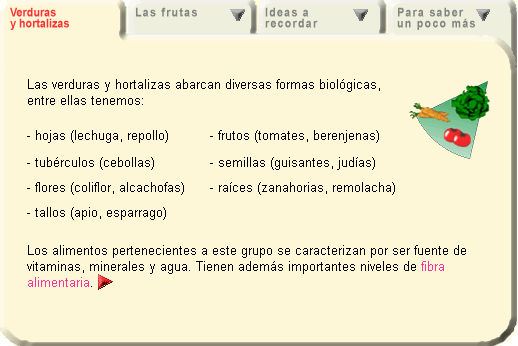 Verduras
y hortalizas
Las frutas
Ideas a
recordar
Para saber
un poco más
Las verduras y hortalizas abarcan diversas formas biológicas,
entre ellas tenemos:
- hojas (lechuga, repollo)
- frutos (tomates, berenjenas)
- tubérculos (cebollas)
- semillas (guisantes, judías)
- flores (coliflor, alcachofas)
- raíces (zanahorias, remolacha)
- tallos (apio, esparrago)
Los alimentos pertenecientes a este grupo se caracterizan por ser fuente de
vitaminas, minerales y agua. Tienen además importantes niveles de fibra
alimentaria.